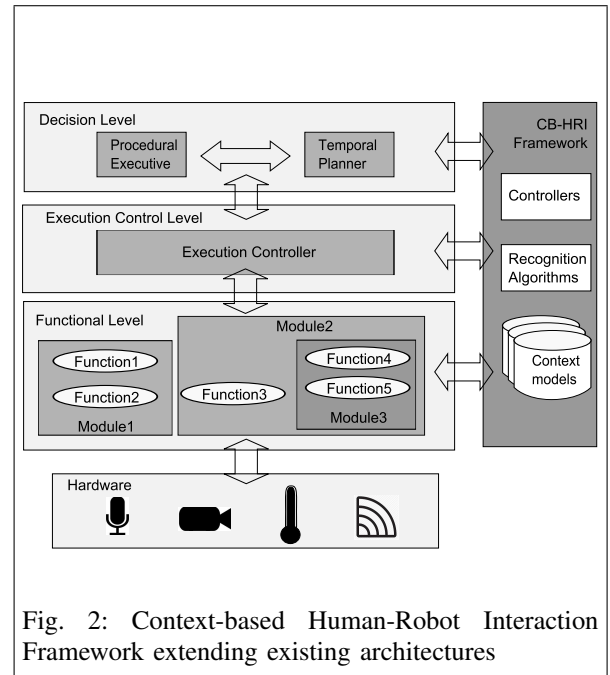 Decision Level
Procedural
Executive
Temporal
Planner
CB-HRI
Framework
Controllers
Recognition
Algorithms
Context
models
Execution Control Level
Execution Controller
Functional Level
Function1
Function2
Module1
Module2
Function3
Function4
Function5
Module3
Hardware
Fig. 2: Context-based Human-Robot Interaction
Framework extending existing architectures